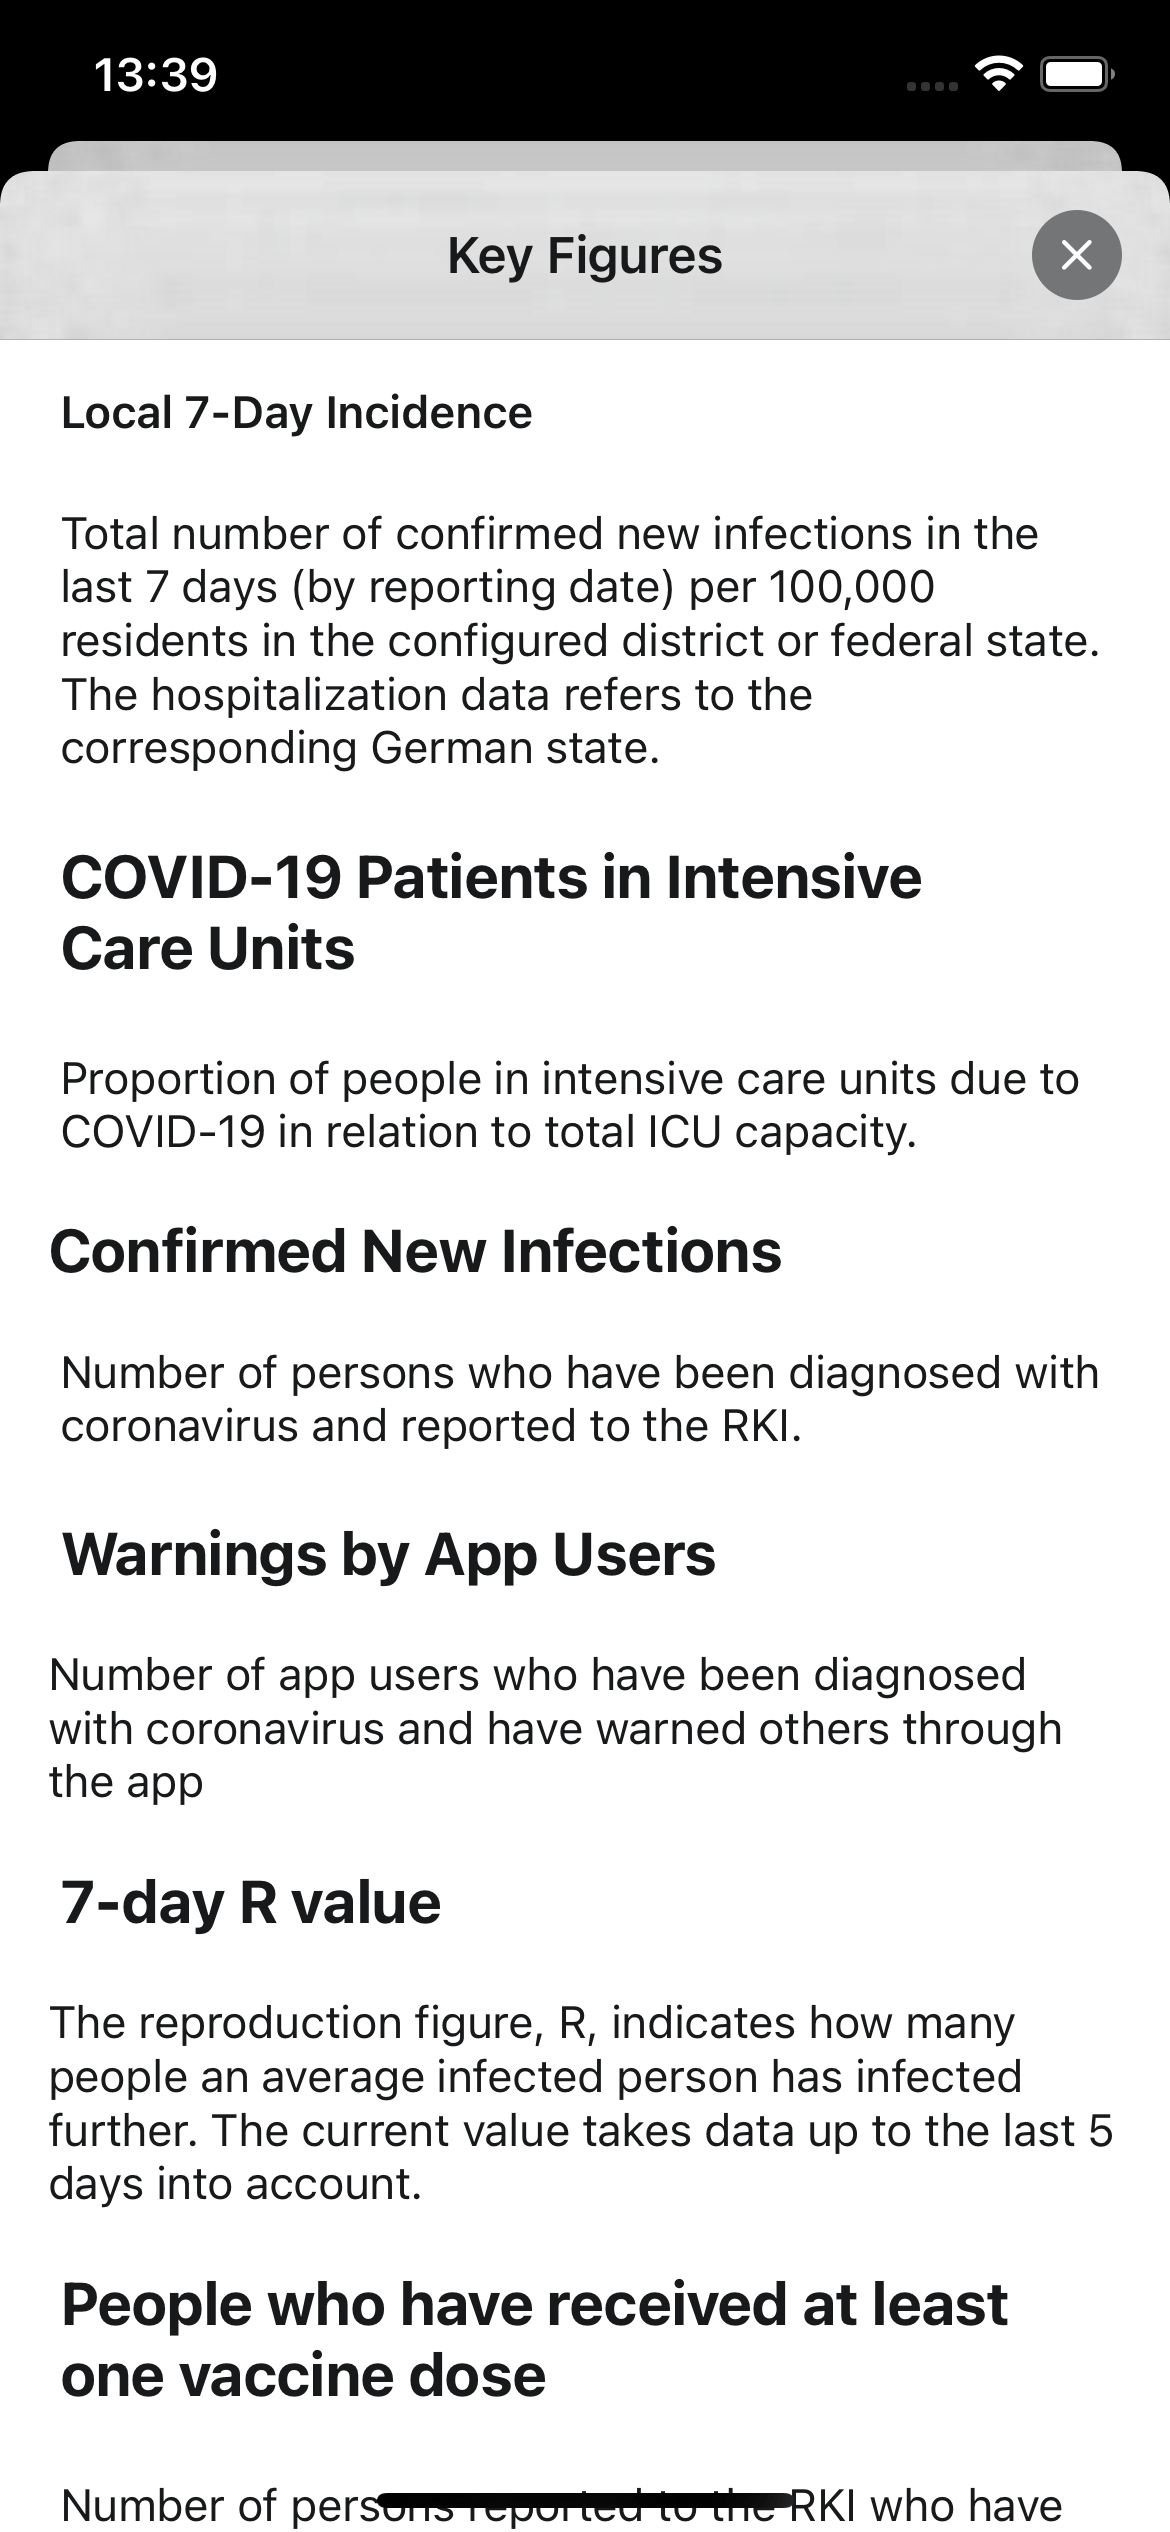 13:39
Key Figures
Local 7-Day Incidence
Total number of confirmed new infections in the
last 7 days (by reporting date) per 100,000
residents in the configured district or federal state.
The hospitalization data refers to the
corresponding German state.
COVID-19 Patients in Intensive
Care Units
Proportion of people in intensive care units due to
COVID-19 in relation to total ICU capacity.
Confirmed New Infections
Number of persons who have been diagnosed with
coronavirus and reported to the RKI.
Warnings by App Users
Number of app users who have been diagnosed
with coronavirus and have warned others through
the app
7-day R value
The reproduction figure, R, indicates how many
people an average infected person has infected
further. The current value takes data up to the last 5
days into account.
People who have received at least
one vaccine dose
Number of persons reported to the RKI who have